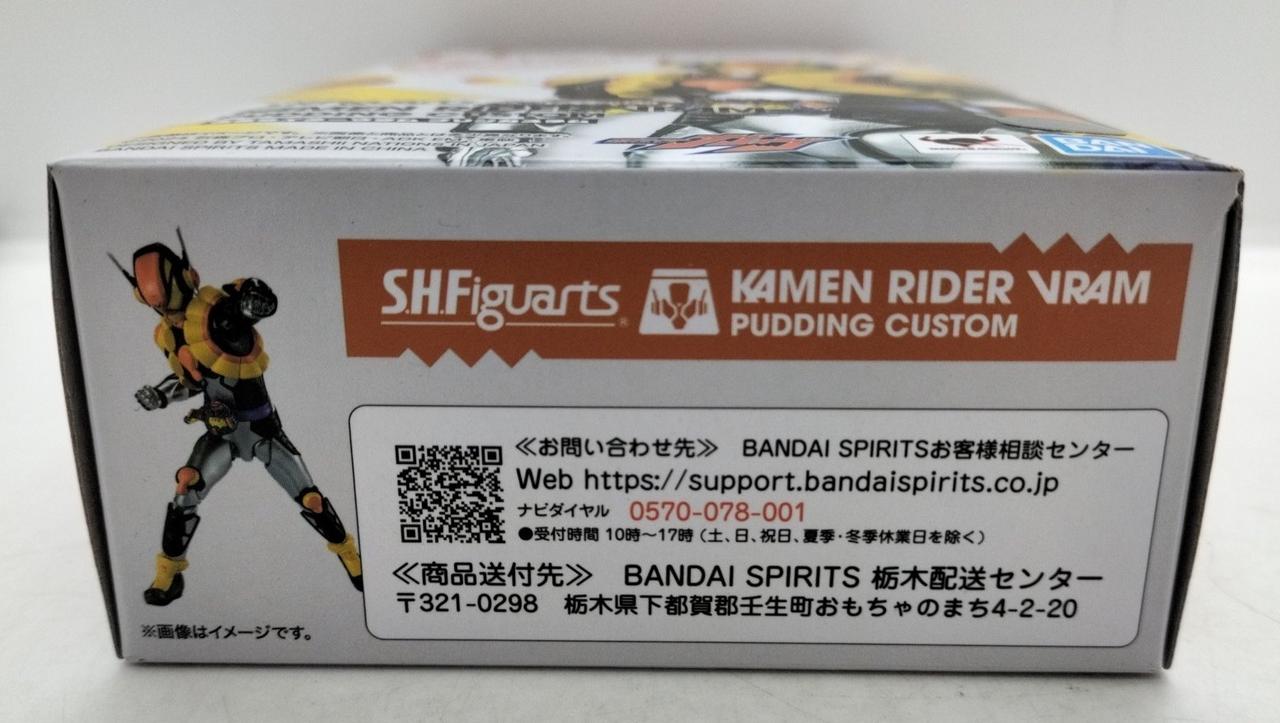 BANDAI SPIRITS MADE IN CHINA
S.H.Figuarts®
KAMEN RIDER VRAM
PUDDING CUSTOM
≪お問い合わせ先≫ BANDAI SPIRITSお客様相談センター
Web https://support.bandaispirits.co.jp
ナビダイヤル 0570-078-001
●受付時間 10時～17時（土、日、祝日、夏季・冬季休業日を除く）
≪商品送付先≫ BANDAI SPIRITS 栃木配送センター
〒321-0298 栃木県下都賀郡壬生町おもちゃのまち4-2-20
※画像はイメージです。